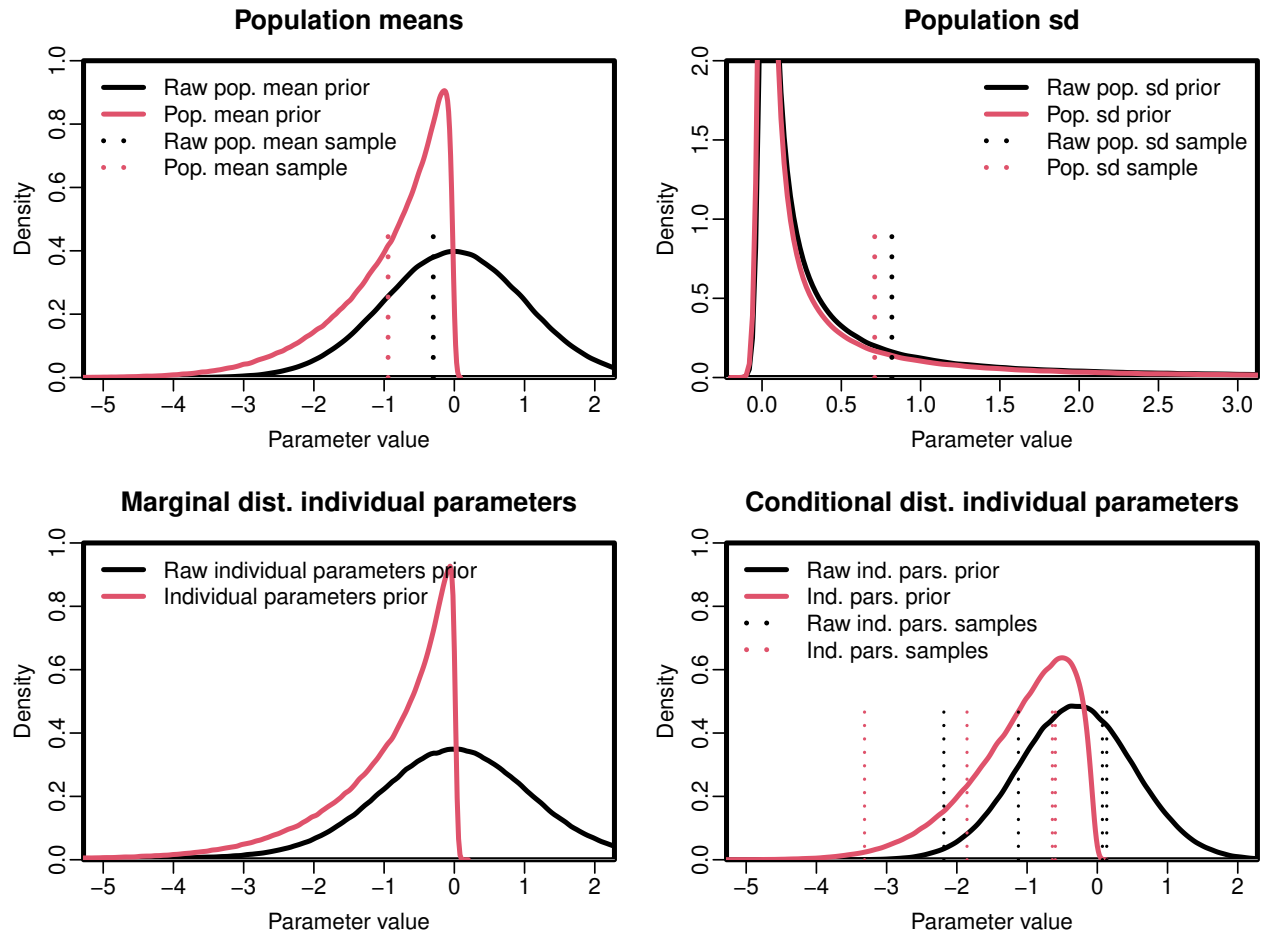 Population means
Raw pop. mean prior
Pop. mean prior
Raw pop. mean sample
Pop. mean sample
Density
0.0 0.2 0.4 0.6 0.8 1.0
−5 −4 −3 −2 −1 0 1 2
Parameter value
Population sd
Raw pop. sd prior
Pop. sd prior
Raw pop. sd sample
Pop. sd sample
Density
0.0 0.5 1.0 1.5 2.0
0.0 0.5 1.0 1.5 2.0 2.5 3.0
Parameter value
Marginal dist. individual parameters
Raw individual parameters prior
Individual parameters prior
Density
0.0 0.2 0.4 0.6 0.8 1.0
−5 −4 −3 −2 −1 0 1 2
Parameter value
Conditional dist. individual parameters
Raw ind. pars. prior
Ind. pars. prior
Raw ind. pars. samples
Ind. pars. samples
Density
0.0 0.2 0.4 0.6 0.8 1.0
−5 −4 −3 −2 −1 0 1 2
Parameter value